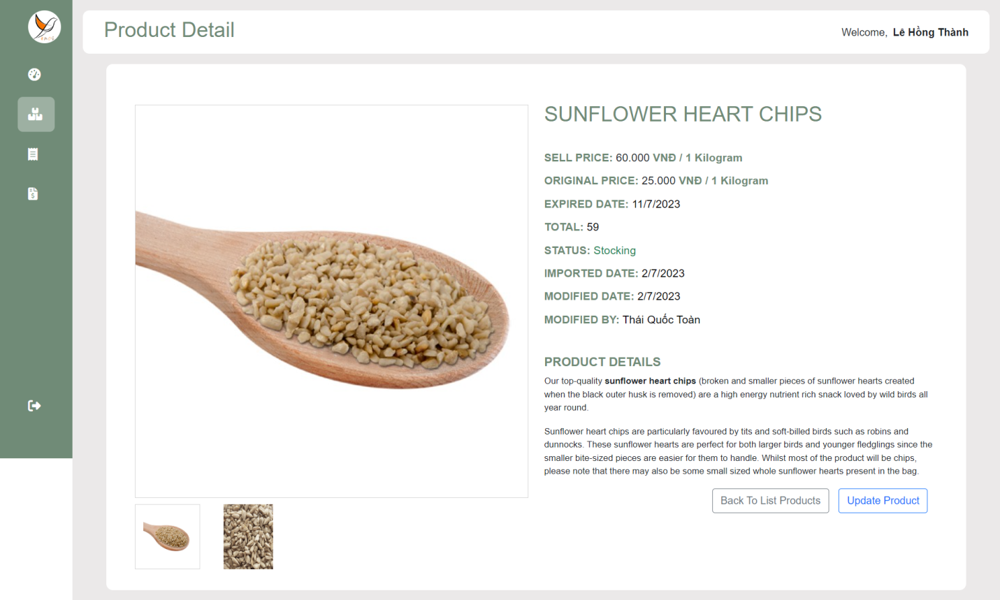 Product Detail
Welcome, Lê Hồng Thành
SUNFLOWER HEART CHIPS
SELL PRICE: 60.000 VNĐ / 1 Kilogram
ORIGINAL PRICE: 25.000 VNĐ / 1 Kilogram
EXPIRED DATE: 11/7/2023
TOTAL: 59
STATUS: Stocking
IMPORTED DATE: 2/7/2023
MODIFIED DATE: 2/7/2023
MODIFIED BY: Thái Quốc Toàn
PRODUCT DETAILS
Our top-quality sunflower heart chips (broken and smaller pieces of sunflower hearts created
when the black outer husk is removed) are a high energy nutrient rich snack loved by wild birds all
year round.
Sunflower heart chips are particularly favoured by tits and soft-billed birds such as robins and
dunnocks. These sunflower hearts are perfect for both larger birds and younger fledglings since the
smaller bite-sized pieces are easier for them to handle. Whilst most of the product will be chips,
please note that there may also be some small sized whole sunflower hearts present in the bag.
Back To List Products
Update Product